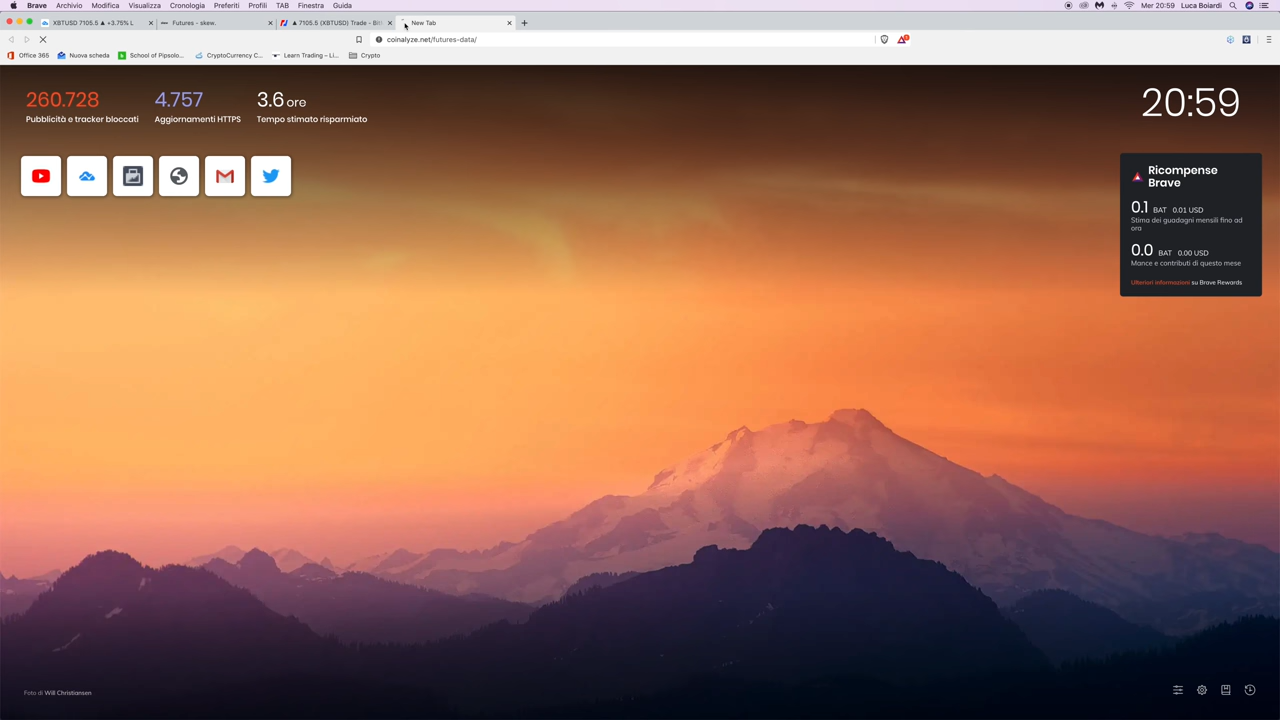 Brave Archivio Modifica Visualizza Cronologia Preferiti Profili TAB Finestra Guida Mer 20:59 Luca Boiardi
XBTUSD 7105.5 ▲ +3.75% L Futures - skew. ▲ 7105.5 (XBTUSD) Trade - Bit New Tab
coinalyze.net/futures-data/
Office 365 Nuova scheda School of Pipsolo... CryptoCurrency C... Learn Trading – Li... Crypto
260.728 4.757 3.6 ore 20:59
Pubblicità e tracker bloccati Aggiornamenti HTTPS Tempo stimato risparmiato
Ricompense
Brave
0.1 BAT 0.01 USD
Stima dei guadagni mensili fino ad
ora
0.0 BAT 0.00 USD
Mance e contributi di questo mese
Ulteriori informazioni su Brave Rewards
Foto di Will Christiansen